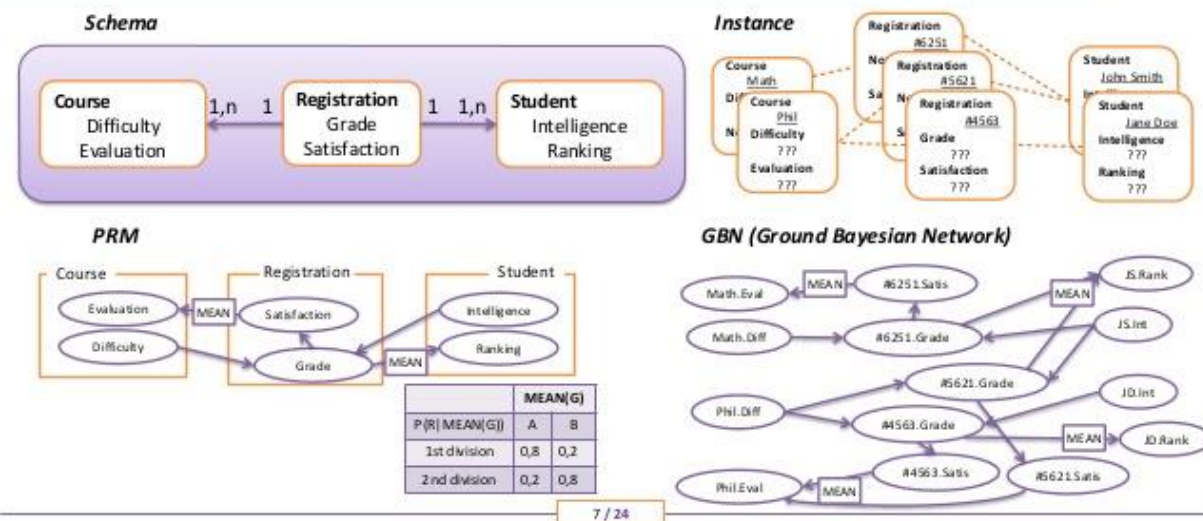 Schema
Course
Difficulty
Evaluation
1,n
1
Registration
Grade
Satisfaction
1
1,n
Student
Intelligence
Ranking
Instance
Registration
#6251
No
Sa
Course
Math
Di
No
Registration
#5621
N
S
Student
John Smith
Course
Phil
Difficulty
???
Evaluation
???
Registration
#4563
Grade
???
Satisfaction
???
Student
Jane Doe
Intelligence
???
Ranking
???
PRM
Course
Registration
Student
Evaluation
MEAN
Satisfaction
Intelligence
Difficulty
Grade
MEAN
Ranking
MEAN(G)
P(R|MEAN(G)) A B
1st division 0,8 0,2
2nd division 0,2 0,8
GBN (Ground Bayesian Network)
Math.Eval
MEAN
#6251.Satis
MEAN
JS.Rank
Math.Diff
#6251.Grade
JS.Int
#5621.Grade
Phil.Diff
#4563.Grade
JD.Int
MEAN
JD.Rank
Phil.Eval
MEAN
#4563.Satis
#5621.Satis
7 / 24